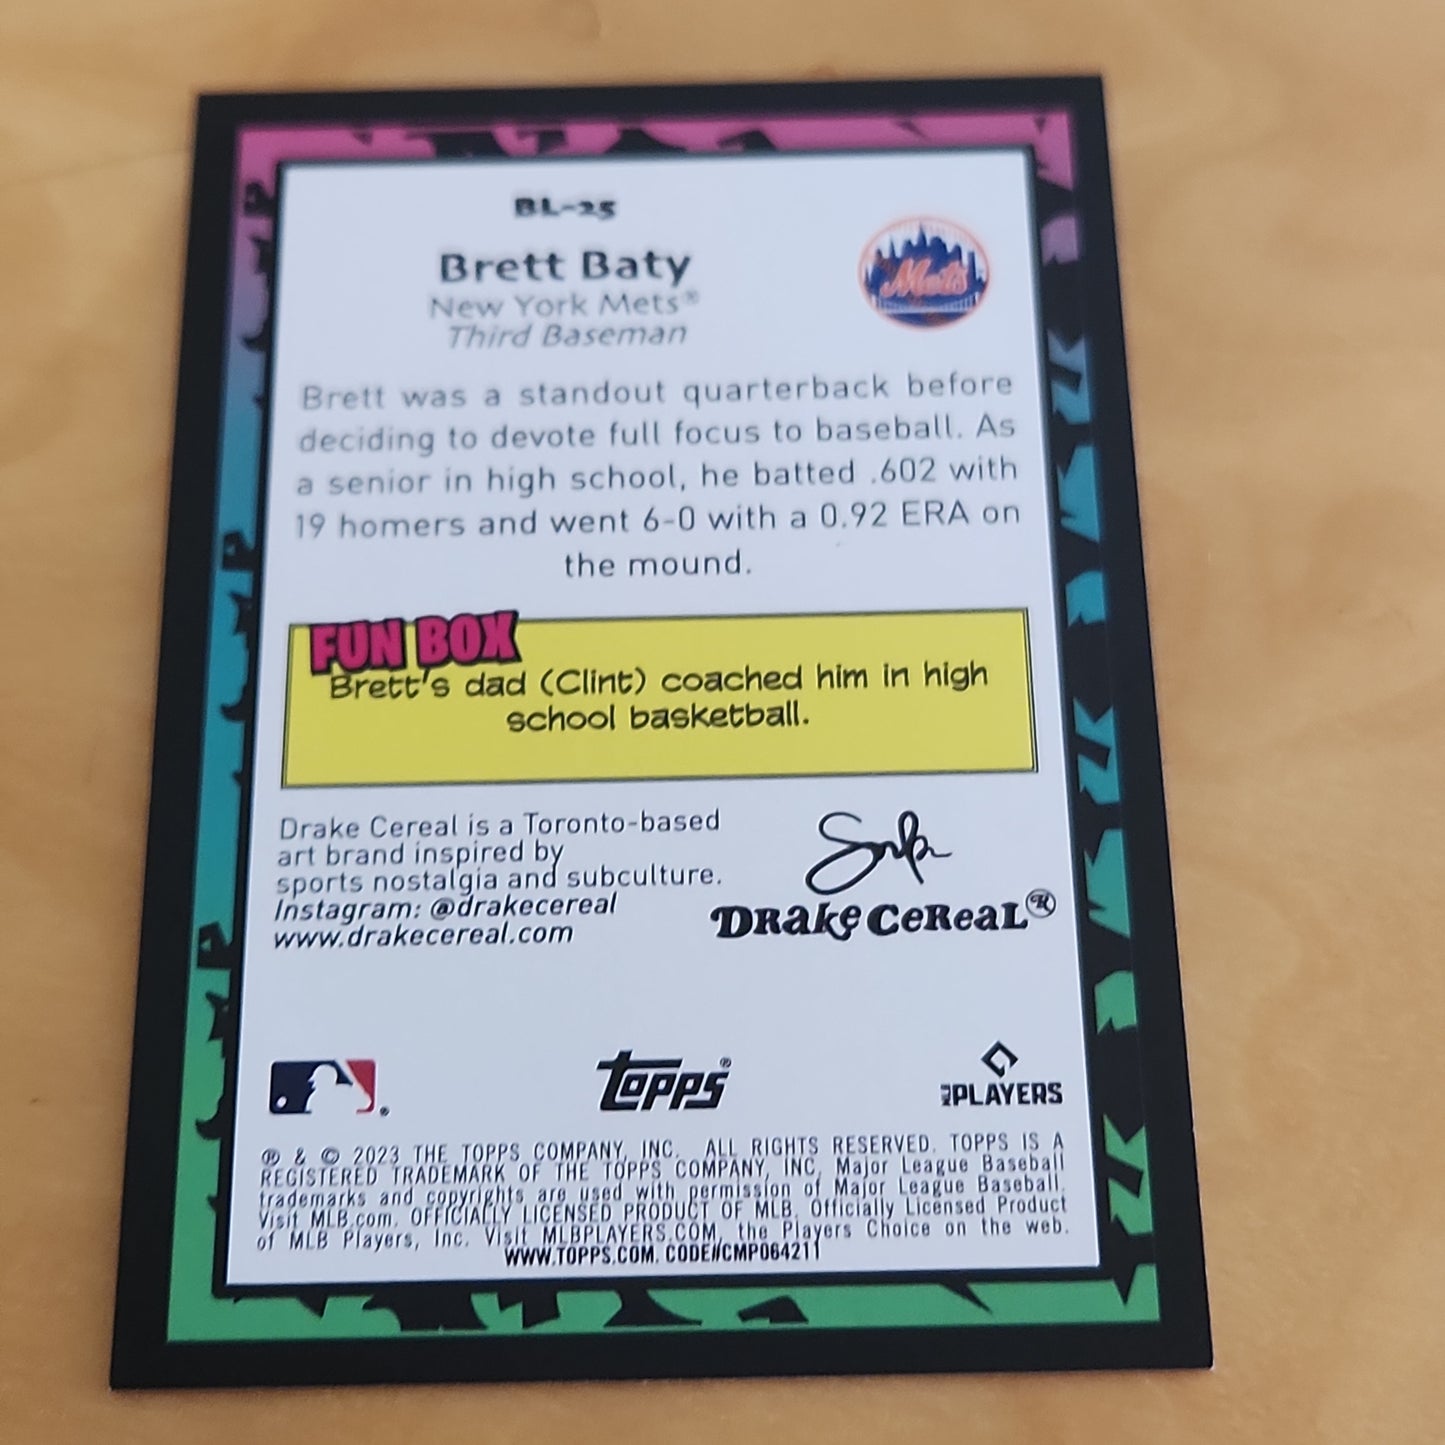 BL-25
Brett Baty
New York Mets®
Third Baseman
Mets
Brett was a standout quarterback before
deciding to devote full focus to baseball. As
a senior in high school, he batted .602 with
19 homers and went 6-0 with a 0.92 ERA on
the mound.
FUN BOX
Brett's dad (Clint) coached him in high
school basketball.
Drake Cereal is a Toronto-based
art brand inspired by
sports nostalgia and subculture.
Instagram: @drakecereal
www.drakecereal.com
DRake CeReaL®
topps®
MLB PLAYERS
® & © 2023 THE TOPPS COMPANY, INC. ALL RIGHTS RESERVED. TOPPS IS A
REGISTERED TRADEMARK OF THE TOPPS COMPANY, INC. Major League Baseball
trademarks and copyrights are used with permission of Major League Baseball.
Visit MLB.com. OFFICIALLY LICENSED PRODUCT OF MLB. Officially Licensed Product
of MLB Players, Inc. Visit MLBPLAYERS.COM, the Players Choice on the web.
WWW.TOPPS.COM. CODE#CMP064211